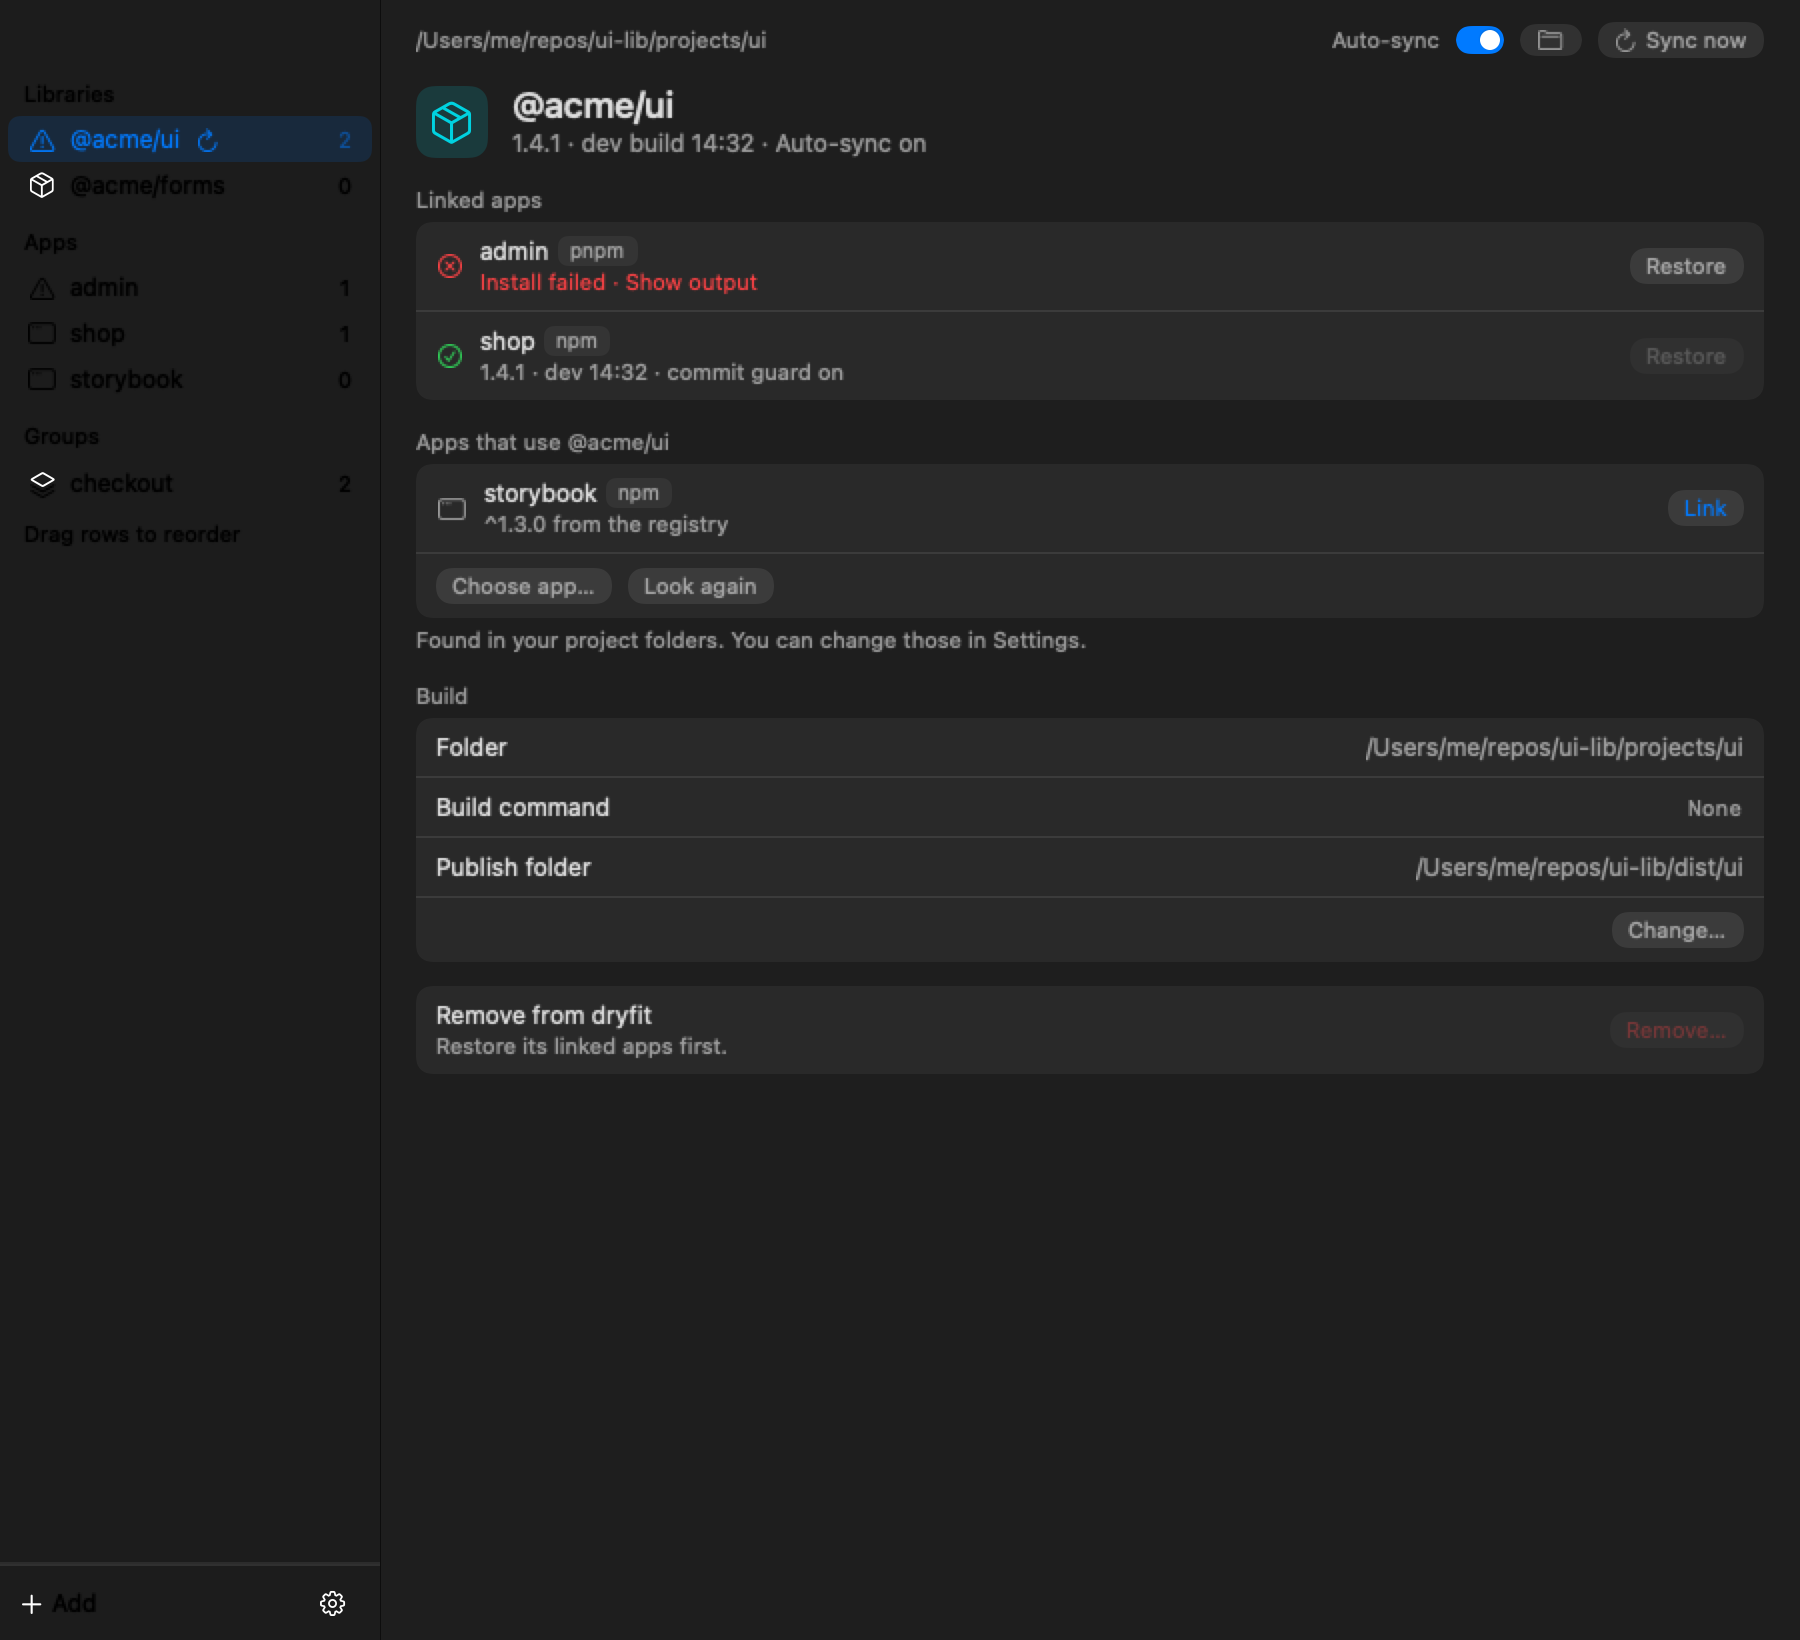 Libraries
@acme/ui 2
@acme/forms 0
Apps
admin 1
shop 1
storybook 0
Groups
checkout 2
Drag rows to reorder
Add
/Users/me/repos/ui-lib/projects/ui
Auto-sync
Sync now
@acme/ui
1.4.1 · dev build 14:32 · Auto-sync on
Linked apps
admin pnpm
Install failed · Show output
Restore
shop npm
1.4.1 · dev 14:32 · commit guard on
Restore
Apps that use @acme/ui
storybook npm
^1.3.0 from the registry
Link
Choose app... Look again
Found in your project folders. You can change those in Settings.
Build
Folder /Users/me/repos/ui-lib/projects/ui
Build command None
Publish folder /Users/me/repos/ui-lib/dist/ui
Change...
Remove from dryfit
Restore its linked apps first.
Remove...